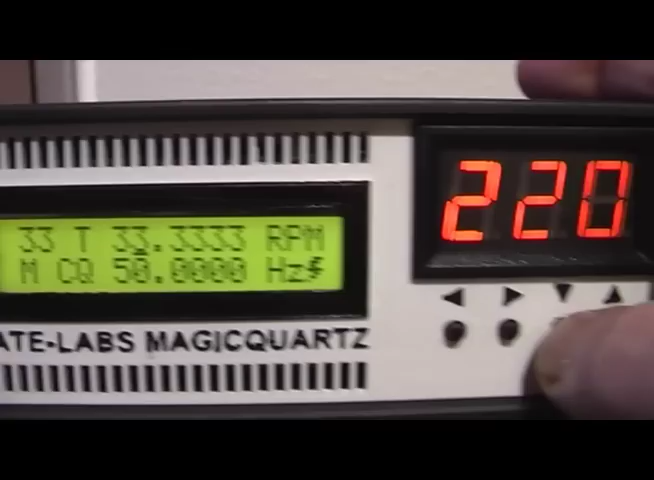 33 T 33.3333 RPM
M CQ 50.0000 Hz
ATE-LABS MAGICQUARTZ
220